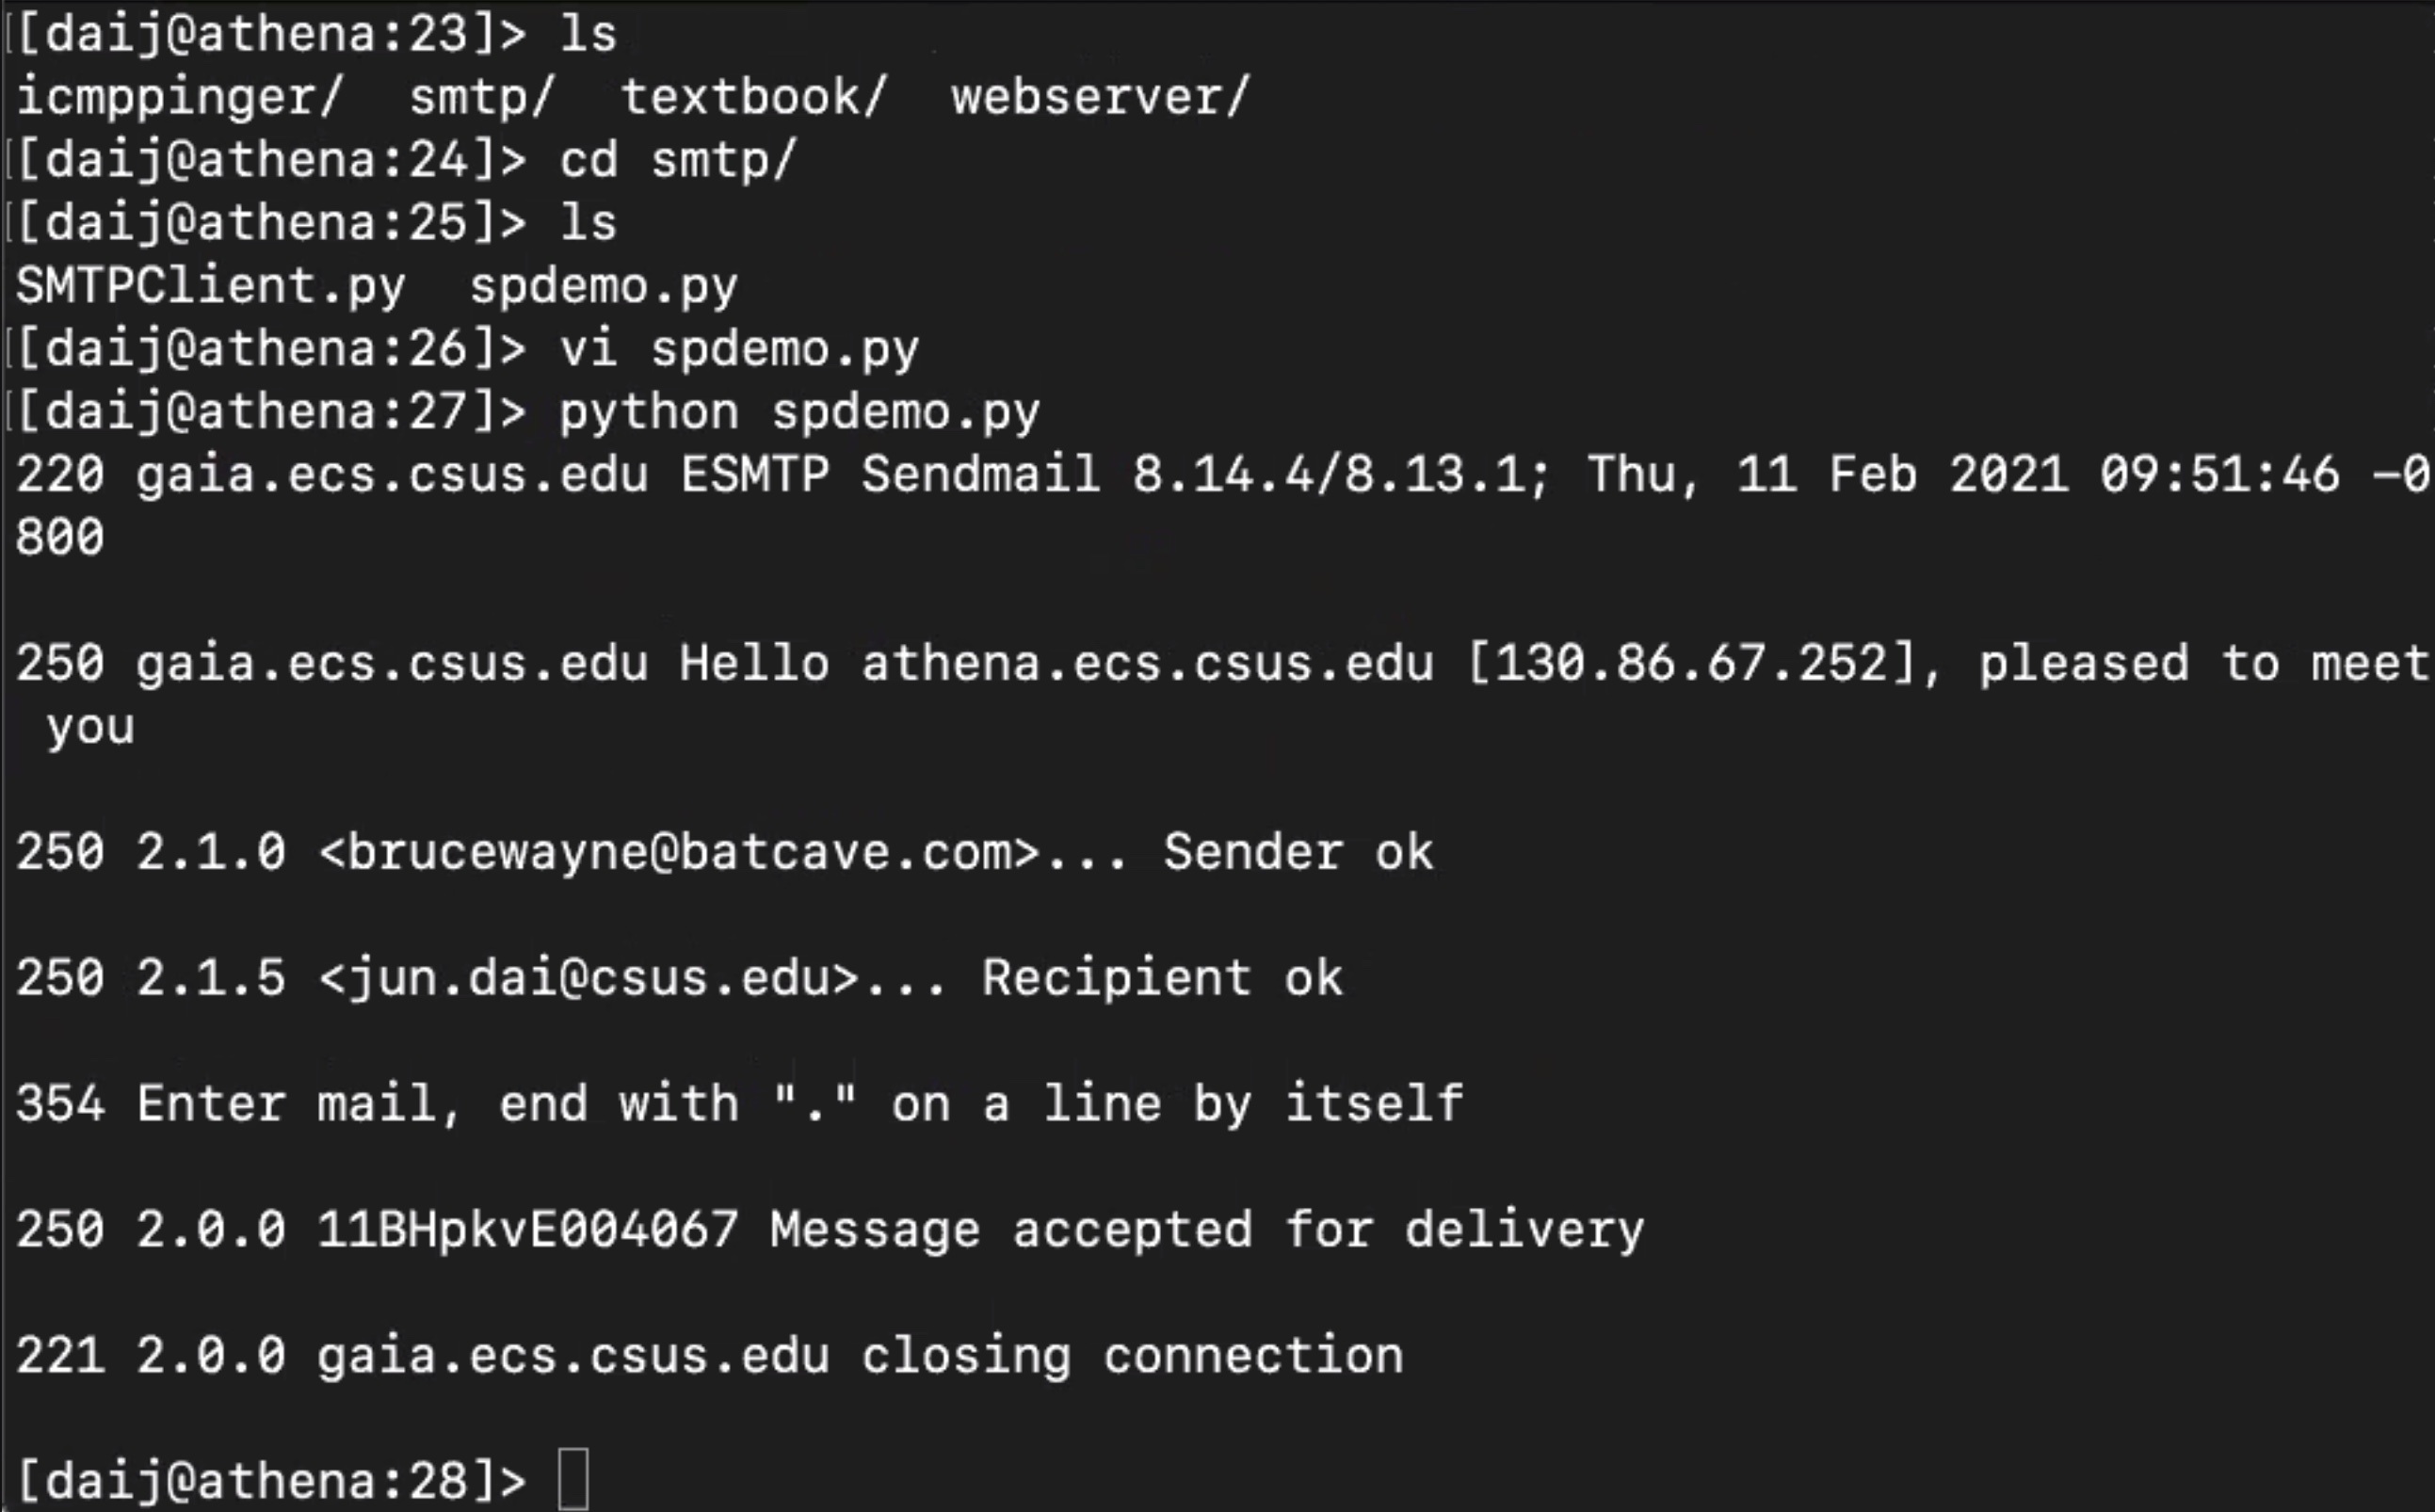 [[daij@athena:23]> ls
icmppinger/  smtp/  textbook/  webserver/
[[daij@athena:24]> cd smtp/
[[daij@athena:25]> ls
SMTPClient.py  spdemo.py
[[daij@athena:26]> vi spdemo.py
[[daij@athena:27]> python spdemo.py
220 gaia.ecs.csus.edu ESMTP Sendmail 8.14.4/8.13.1; Thu, 11 Feb 2021 09:51:46 -0
800
250 gaia.ecs.csus.edu Hello athena.ecs.csus.edu [130.86.67.252], pleased to meet
 you
250 2.1.0 <brucewayne@batcave.com>... Sender ok
250 2.1.5 <jun.dai@csus.edu>... Recipient ok
354 Enter mail, end with "." on a line by itself
250 2.0.0 11BHpkvE004067 Message accepted for delivery
221 2.0.0 gaia.ecs.csus.edu closing connection
[daij@athena:28]>